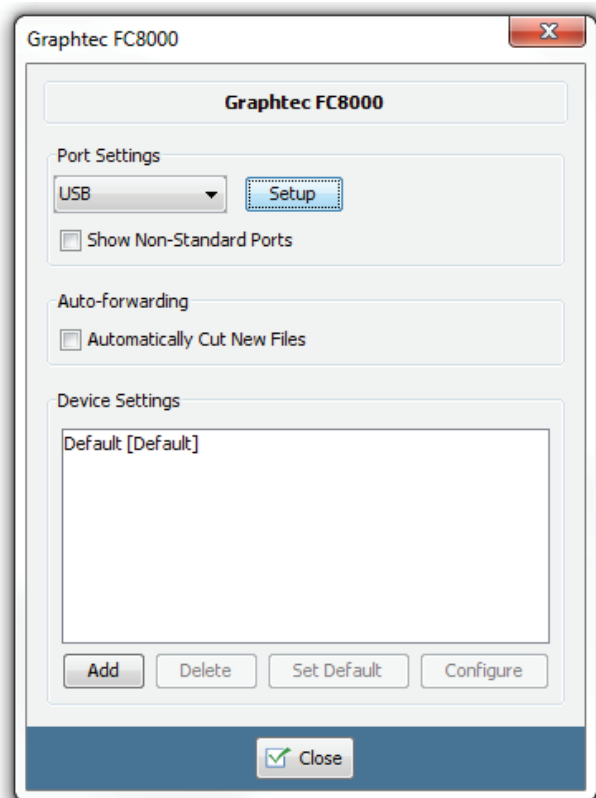 Graphtec FC8000
Graphtec FC8000
Port Settings
USB Setup
Show Non-Standard Ports
Auto-forwarding
Automatically Cut New Files
Device Settings
Default [Default]
Add Delete Set Default Configure
Close